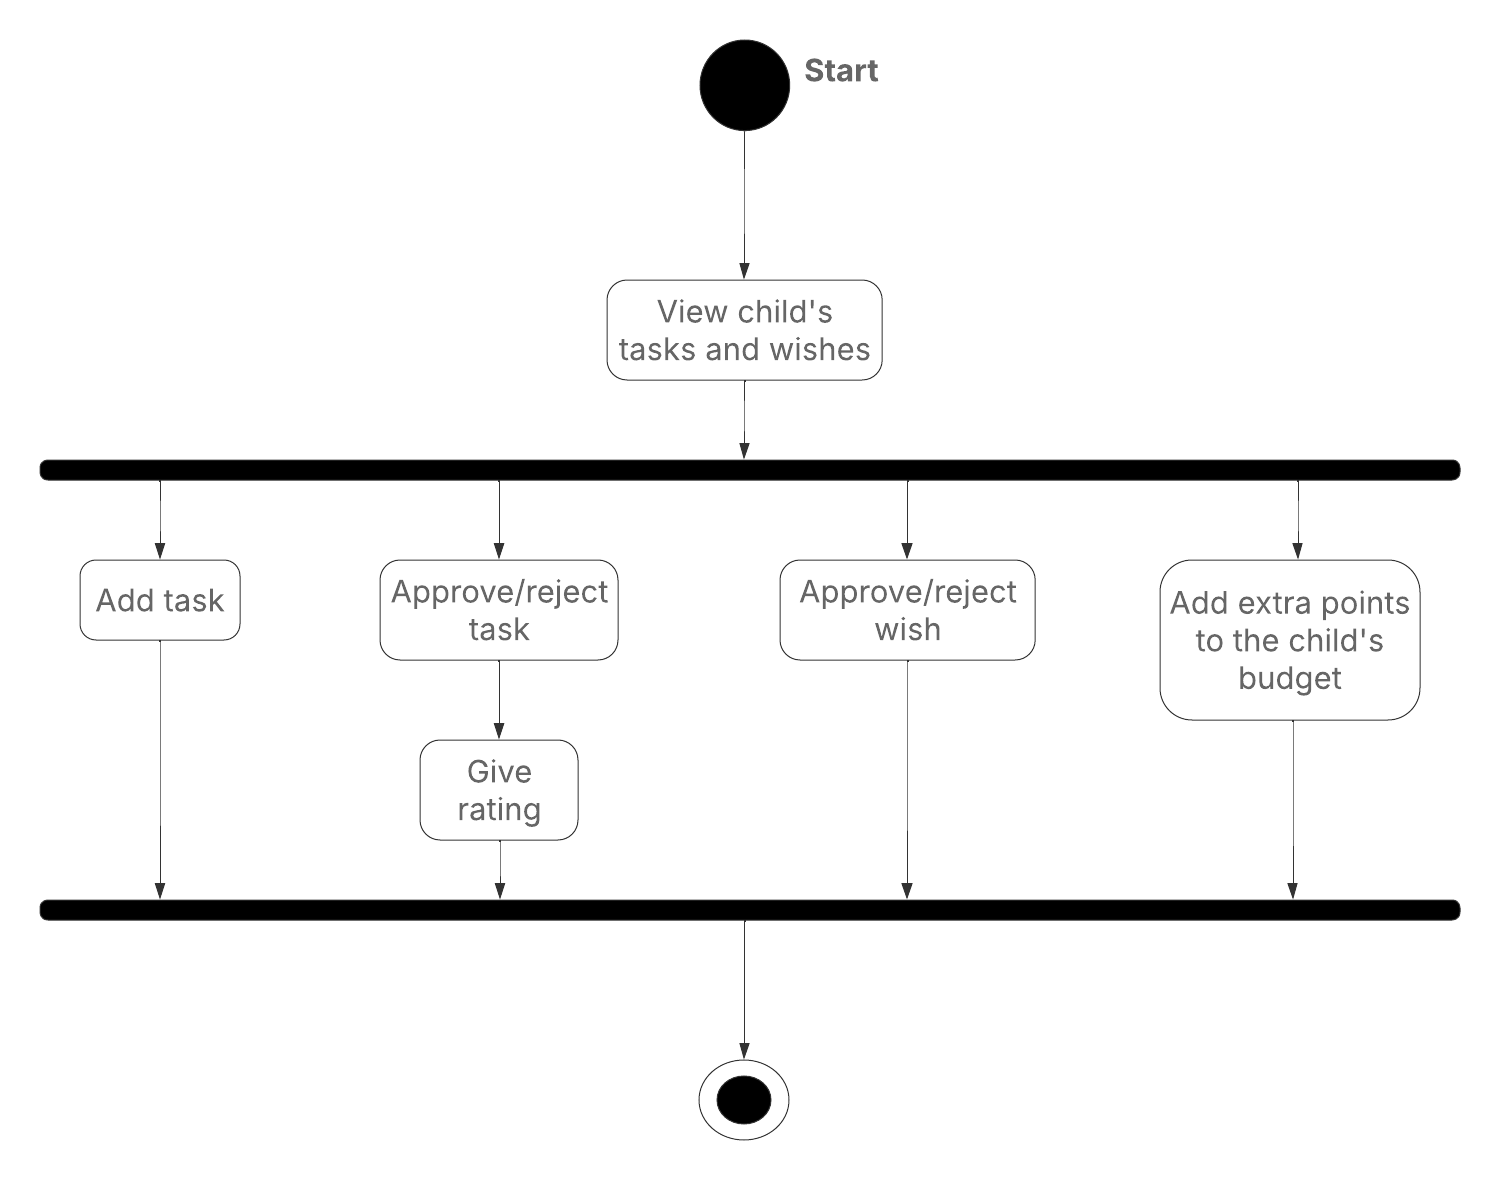 Start
View child's
tasks and wishes
Add task
Approve/reject
task
Approve/reject
wish
Add extra points
to the child's
budget
Give
rating